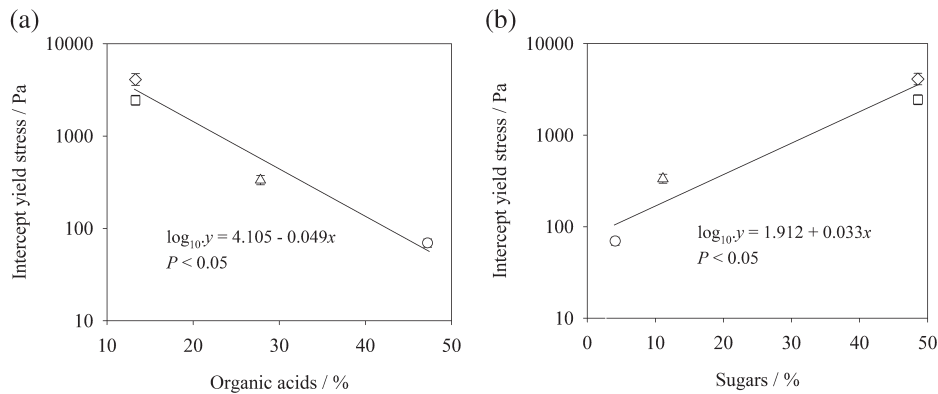 (a)
10000
1000
100
10
10
20
30
40
50
Intercept yield stress / Pa
Organic acids / %
log₁₀.y = 4.105 - 0.049x
P < 0.05
(b)
10000
1000
100
10
0
10
20
30
40
50
Intercept yield stress / Pa
Sugars / %
log₁₀.y = 1.912 + 0.033x
P < 0.05